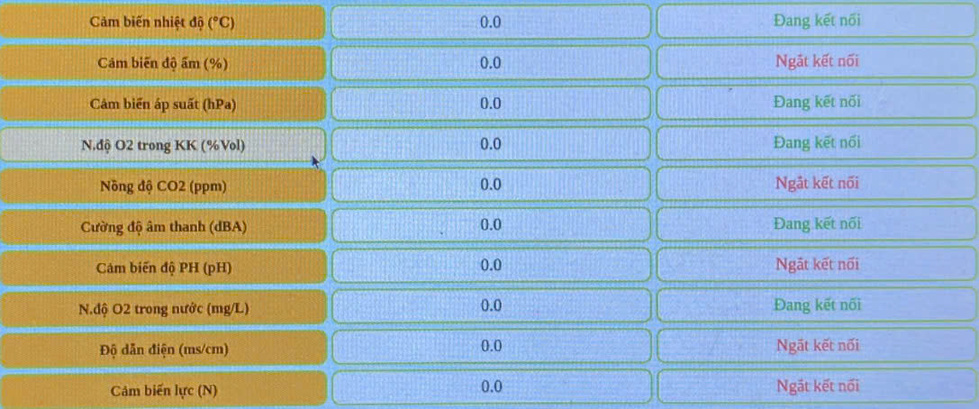 Cảm biến nhiệt độ (°C) 0.0 Đang kết nối
Cảm biến độ ẩm (%) 0.0 Ngắt kết nối
Cảm biến áp suất (hPa) 0.0 Đang kết nối
N.độ O2 trong KK (%Vol) 0.0 Đang kết nối
Nồng độ CO2 (ppm) 0.0 Ngắt kết nối
Cường độ âm thanh (dBA) 0.0 Đang kết nối
Cảm biến độ PH (pH) 0.0 Ngắt kết nối
N.độ O2 trong nước (mg/L) 0.0 Đang kết nối
Độ dẫn điện (ms/cm) 0.0 Ngắt kết nối
Cảm biến lực (N) 0.0 Ngắt kết nối